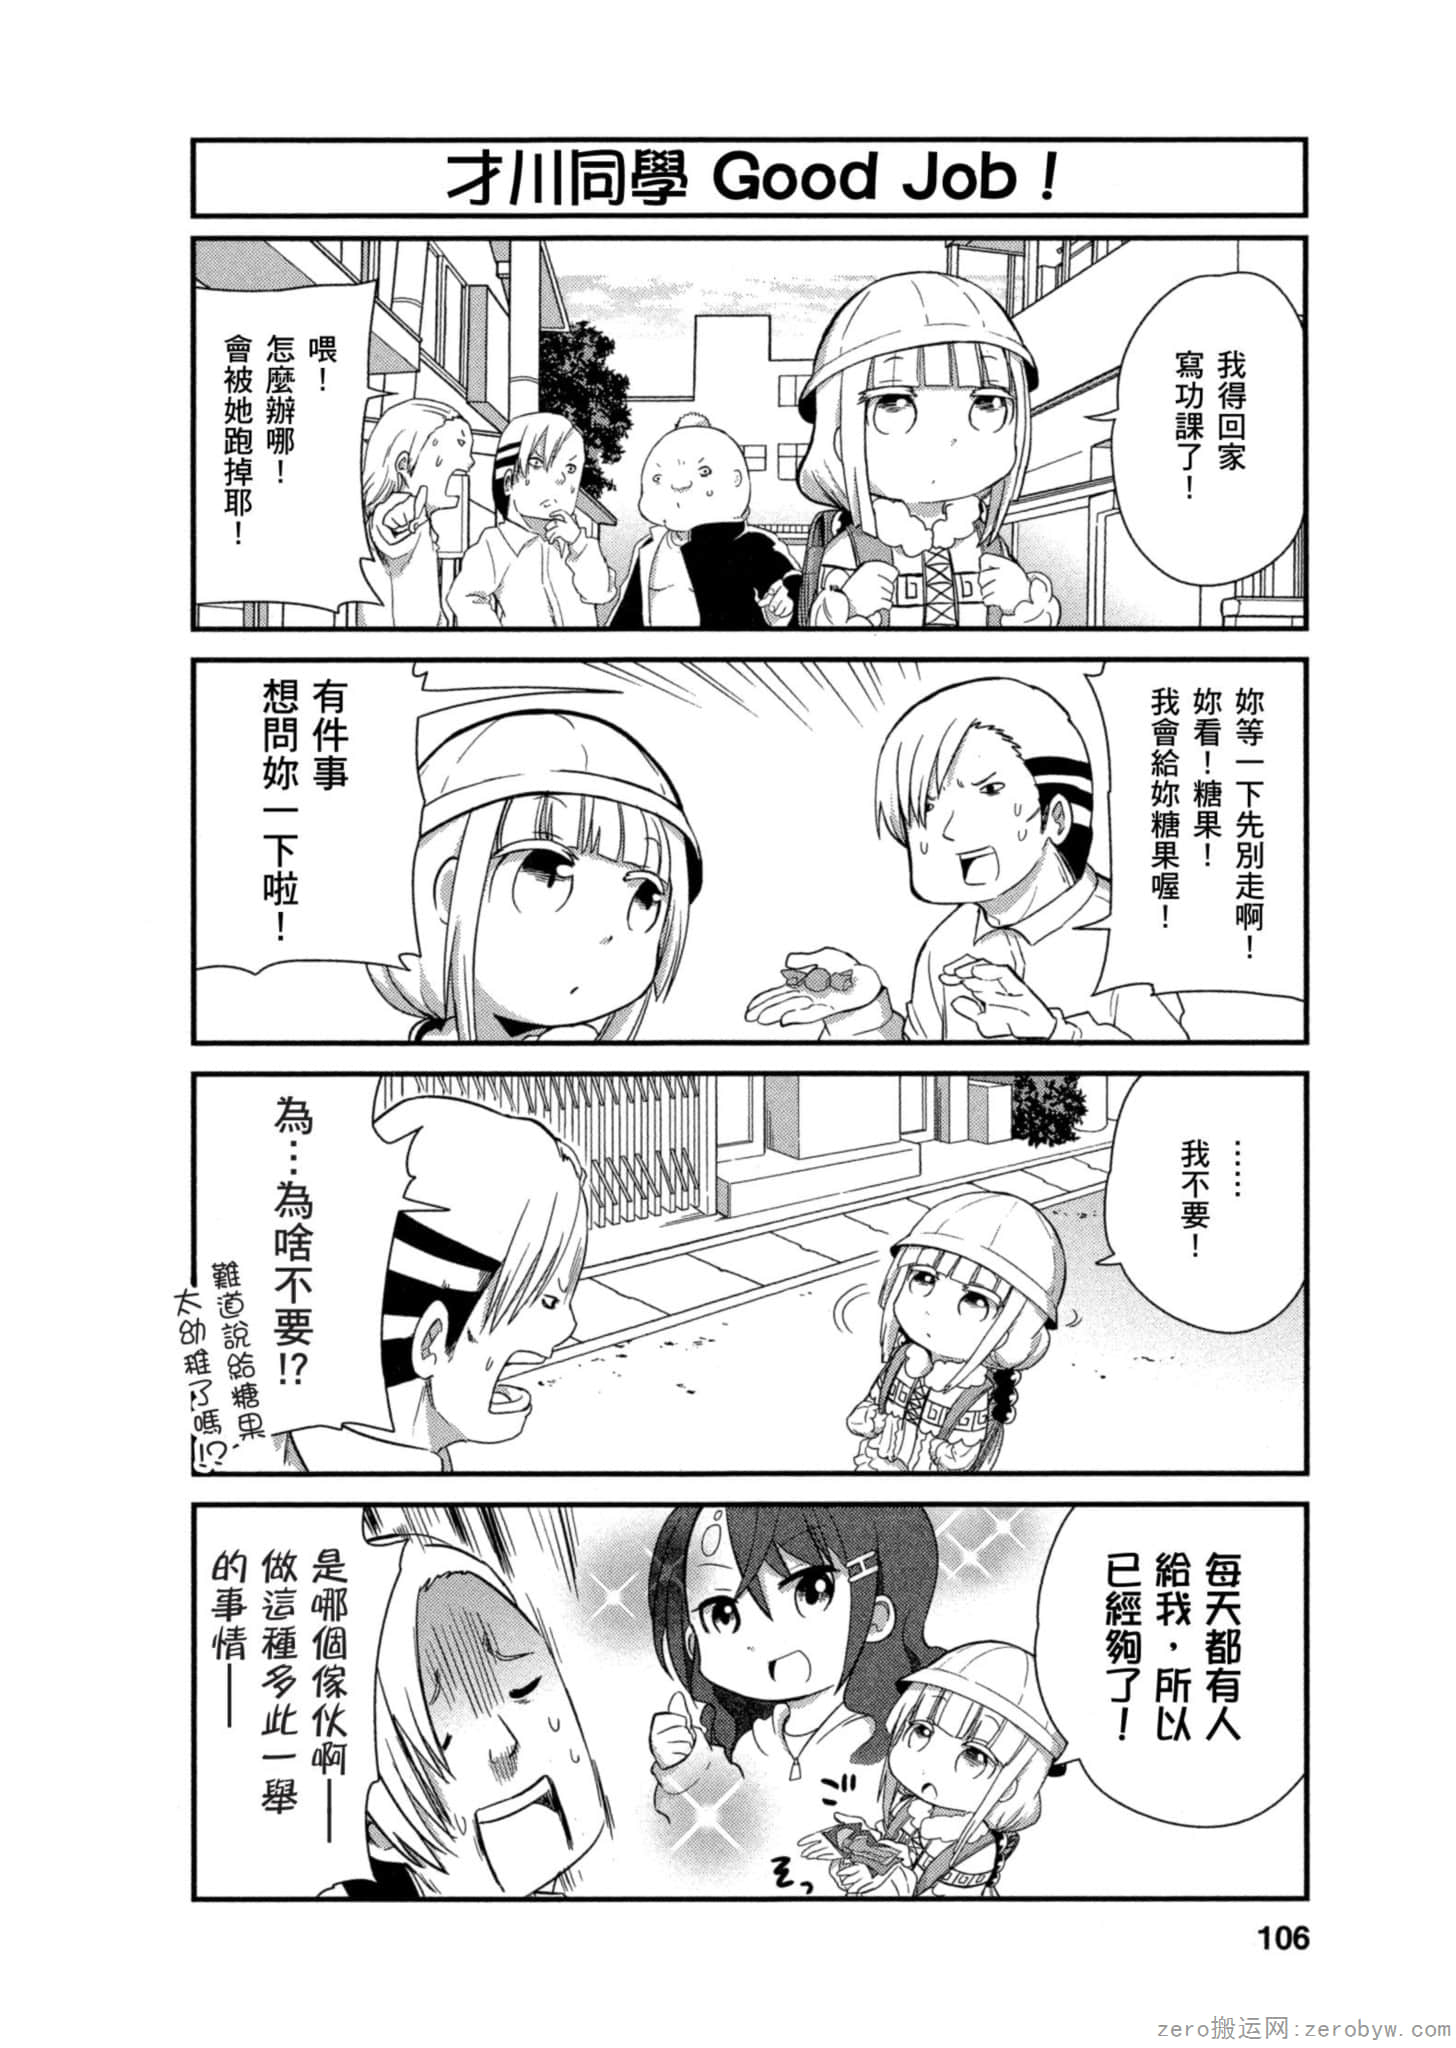 才川同學 Good Job！
我得回家
寫功課了！
喂！
怎麼辦哪！
會被她跑掉耶！
妳等一下先別走啊！
妳看！糖果！
我會給妳糖果喔！
有件事
想問妳一下啦！
……
我不要！
為…為啥不要!?
難道說給糖果
太幼稚了嗎!?
每天都有人
給我，所以
已經夠了！
是哪個傢伙啊——
做這種多此一舉
的事情——
106
zero搬运网:zerobyw.com